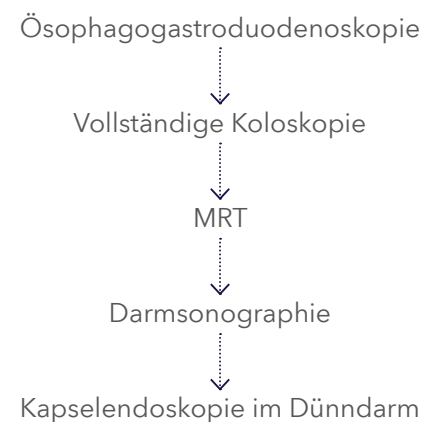 Ösophagogastroduodenoskopie
Vollständige Koloskopie
MRT
Darmsonographie
Kapselendoskopie im Dünndarm